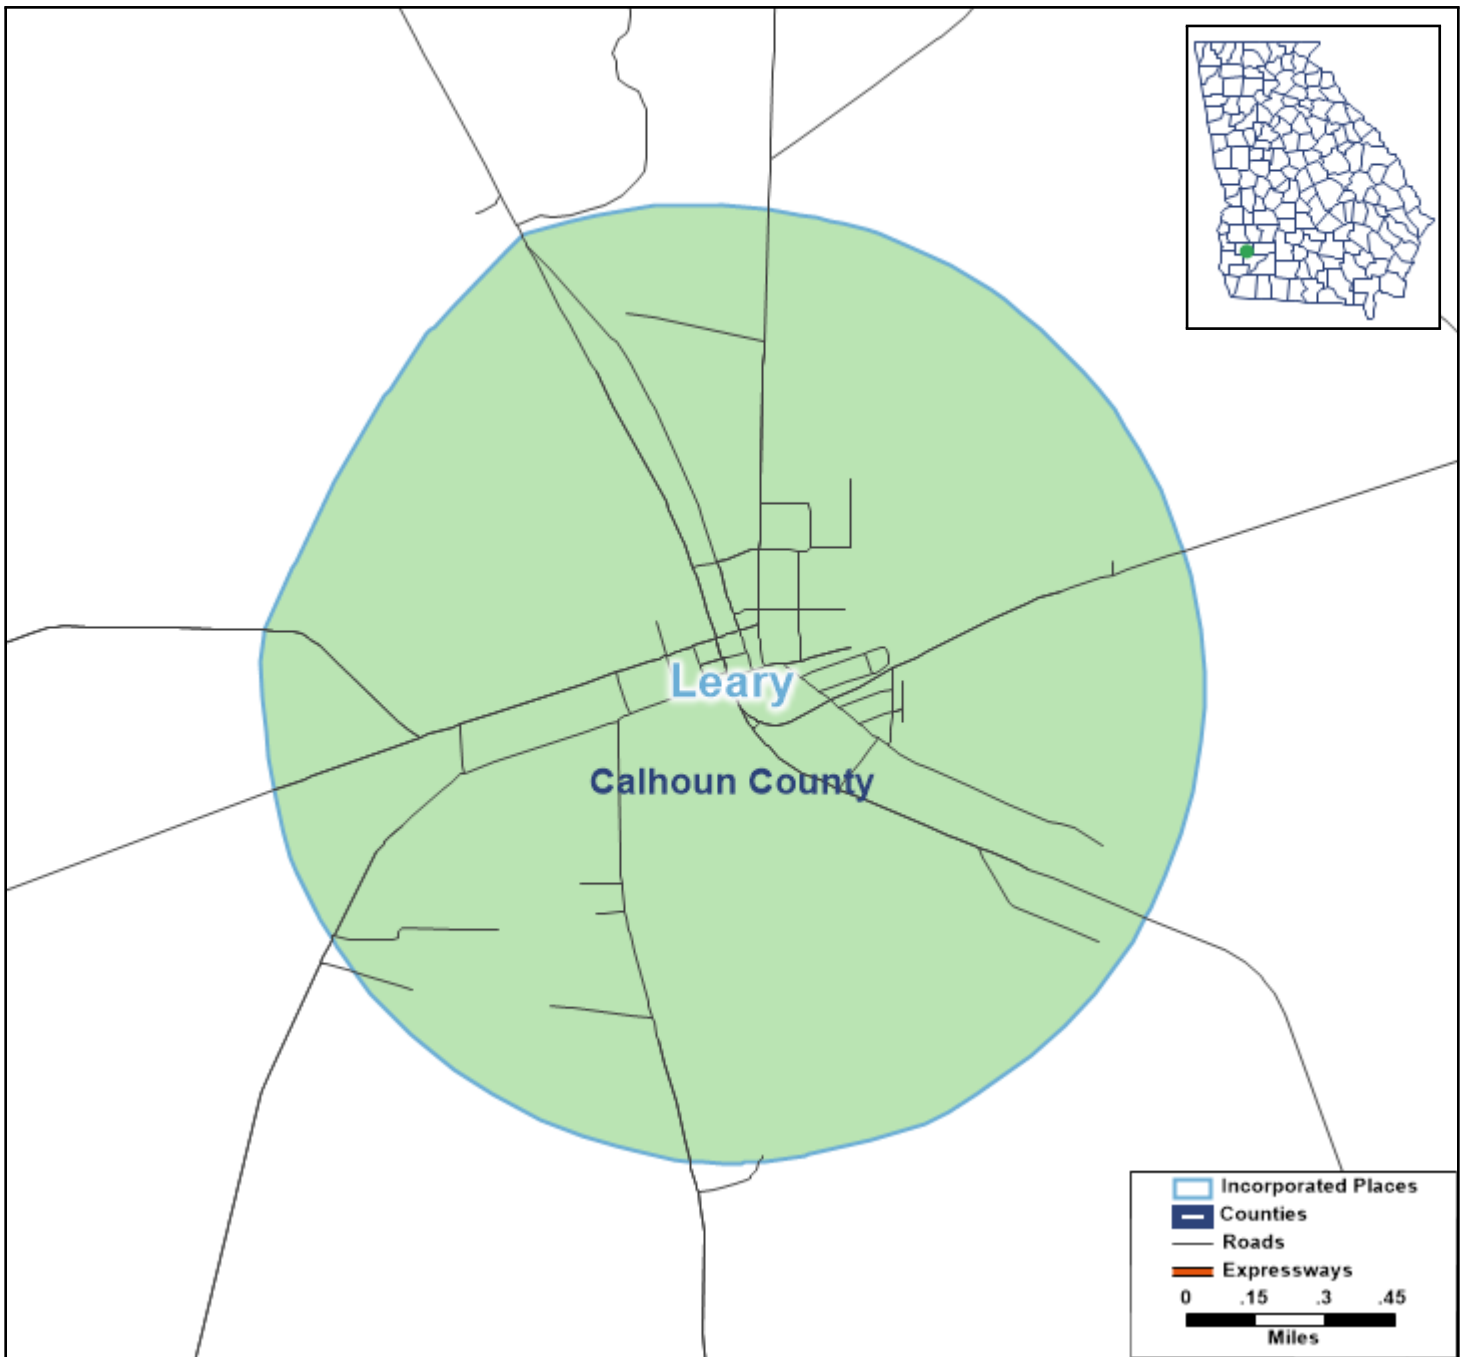 Leary
Calhoun County
Incorporated Places
Counties
Roads
Expressways
0 .15 .3 .45
Miles